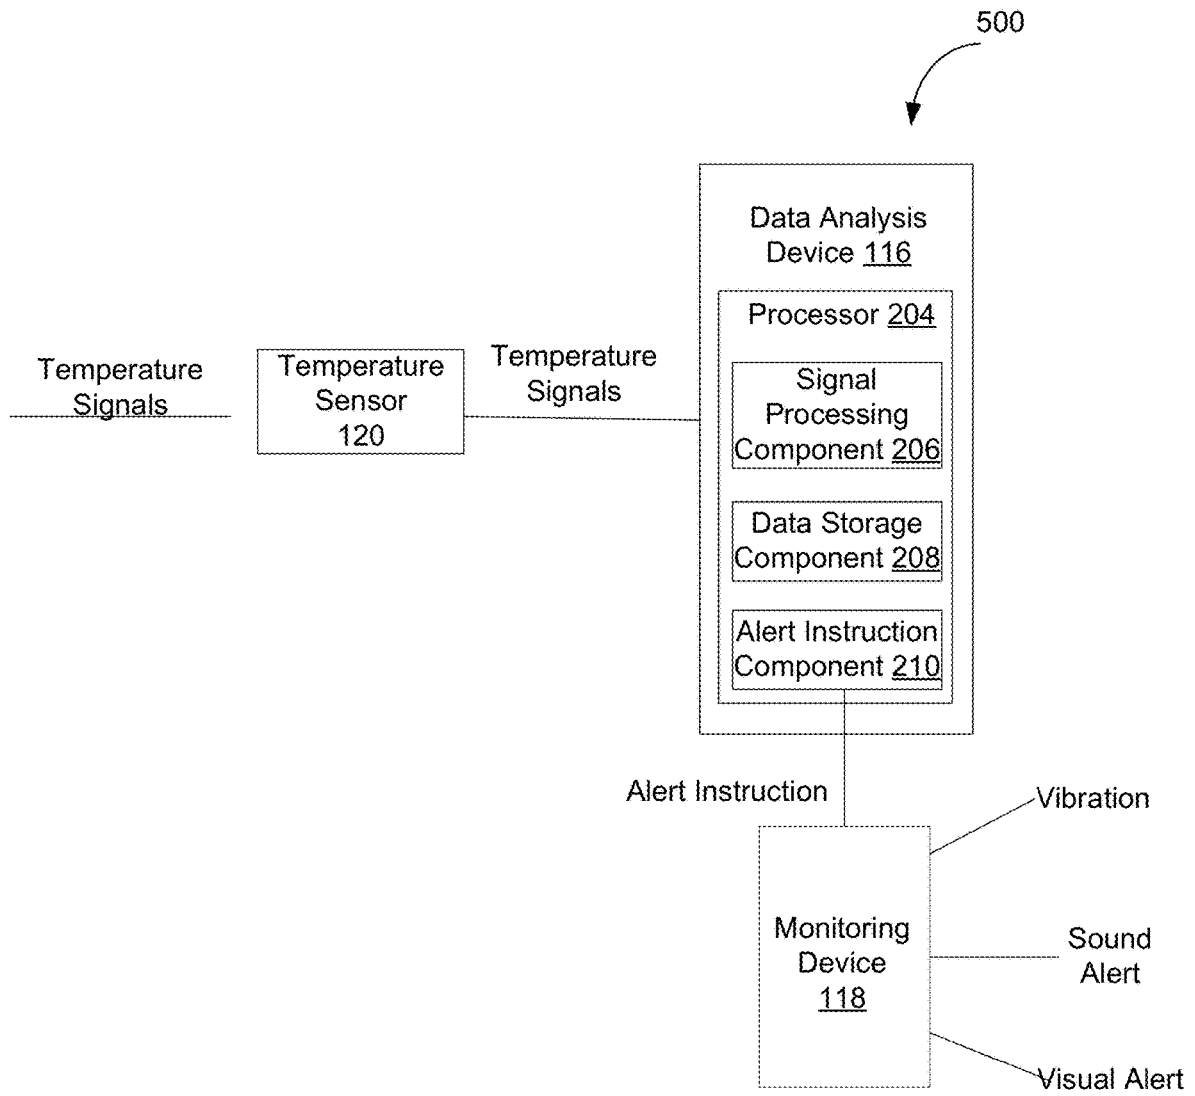 500
Data Analysis
Device 116
Processor 204
Temperature
Signals
Temperature
Sensor
120
Temperature
Signals
Signal
Processing
Component 206
Data Storage
Component 208
Alert Instruction
Component 210
Alert Instruction
Vibration
Monitoring
Device
118
Sound
Alert
Visual Alert